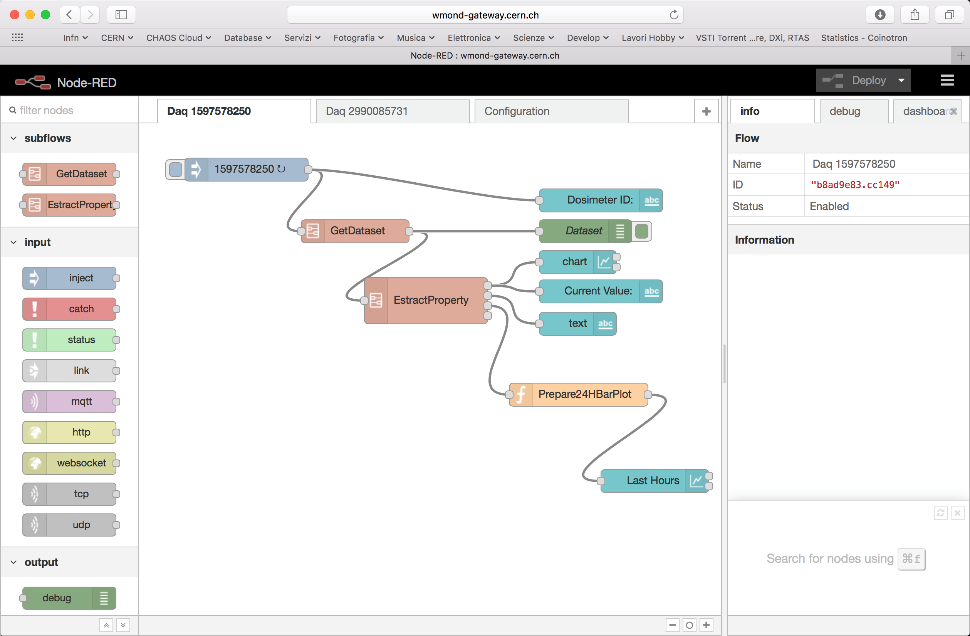 wmond-gateway.cern.ch
Infn CERN CHAOS Cloud Database Servizi Fotografia Musica Elettronica Scienze Develop Lavori Hobby VSTI Torrent ...re, DXi, RTAS Statistics - Coinotron
Node-RED : wmond-gateway.cern.ch
Node-RED
Deploy
filter nodes
Daq 1597578250
Daq 2990085731
Configuration
info
debug
dashboa
subflows
GetDataset
EstractPropert
input
inject
catch
status
link
mqtt
http
websocket
tcp
udp
output
debug
1597578250 ↻
Dosimeter ID:
abc
GetDataset
Dataset
chart
EstractProperty
Current Value:
abc
text
abc
Prepare24HBarPlot
Last Hours
Flow
Name Daq 1597578250
ID "b8ad9e83.cc149"
Status Enabled
Information
Search for nodes using ⌘f